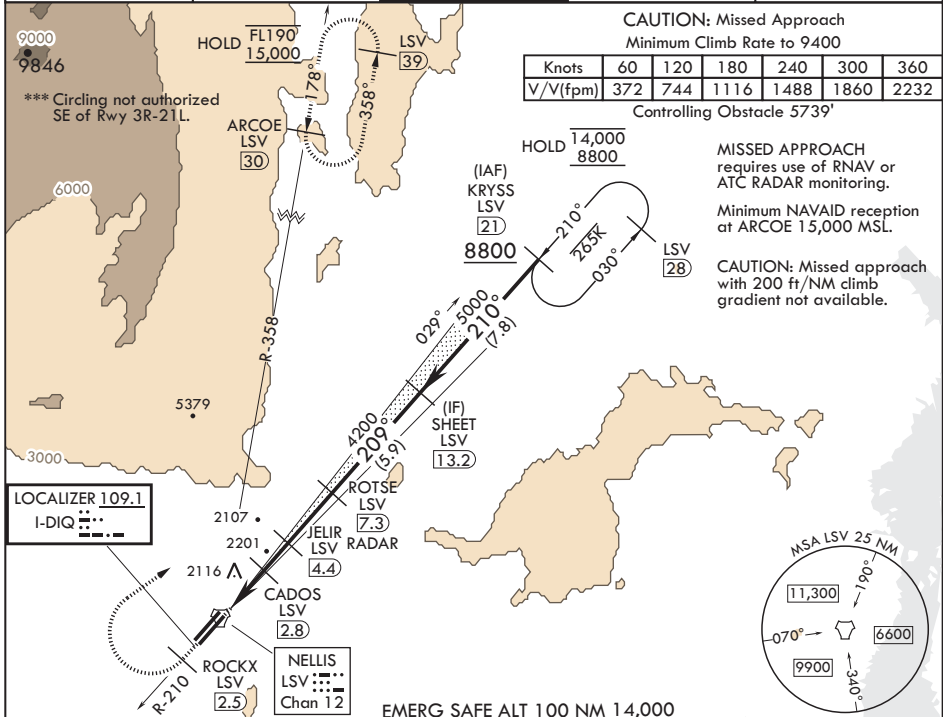 9000
9846
*** Circling not authorized
SE of Rwy 3R-21L.
6000
HOLD FL190
15,000
178°
358°
LSV
39
ARCOE
LSV
30
CAUTION: Missed Approach
Minimum Climb Rate to 9400
Knots 60 120 180 240 300 360
V/V(fpm) 372 744 1116 1488 1860 2232
Controlling Obstacle 5739'
HOLD 14,000
8800
MISSED APPROACH
requires use of RNAV or
ATC RADAR monitoring.
Minimum NAVAID reception
at ARCOE 15,000 MSL.
CAUTION: Missed approach
with 200 ft/NM climb
gradient not available.
(IAF)
KRYSS
LSV
21
8800
210°
265K
030°
LSV
28
R-358
029°
5000
210°
(7.8)
5379
3000
(IF)
SHEET
LSV
13.2
4200
209°
(5.9)
LOCALIZER 109.1
I-DIQ
2107
2201
2116
ROTSE
LSV
7.3
RADAR
JELIR
LSV
4.4
CADOS
LSV
2.8
ROCKX
LSV
2.5
R-210
NELLIS
LSV
Chan 12
MSA LSV 25 NM
11,300
190°
070°
6600
9900
340°
EMERG SAFE ALT 100 NM 14,000